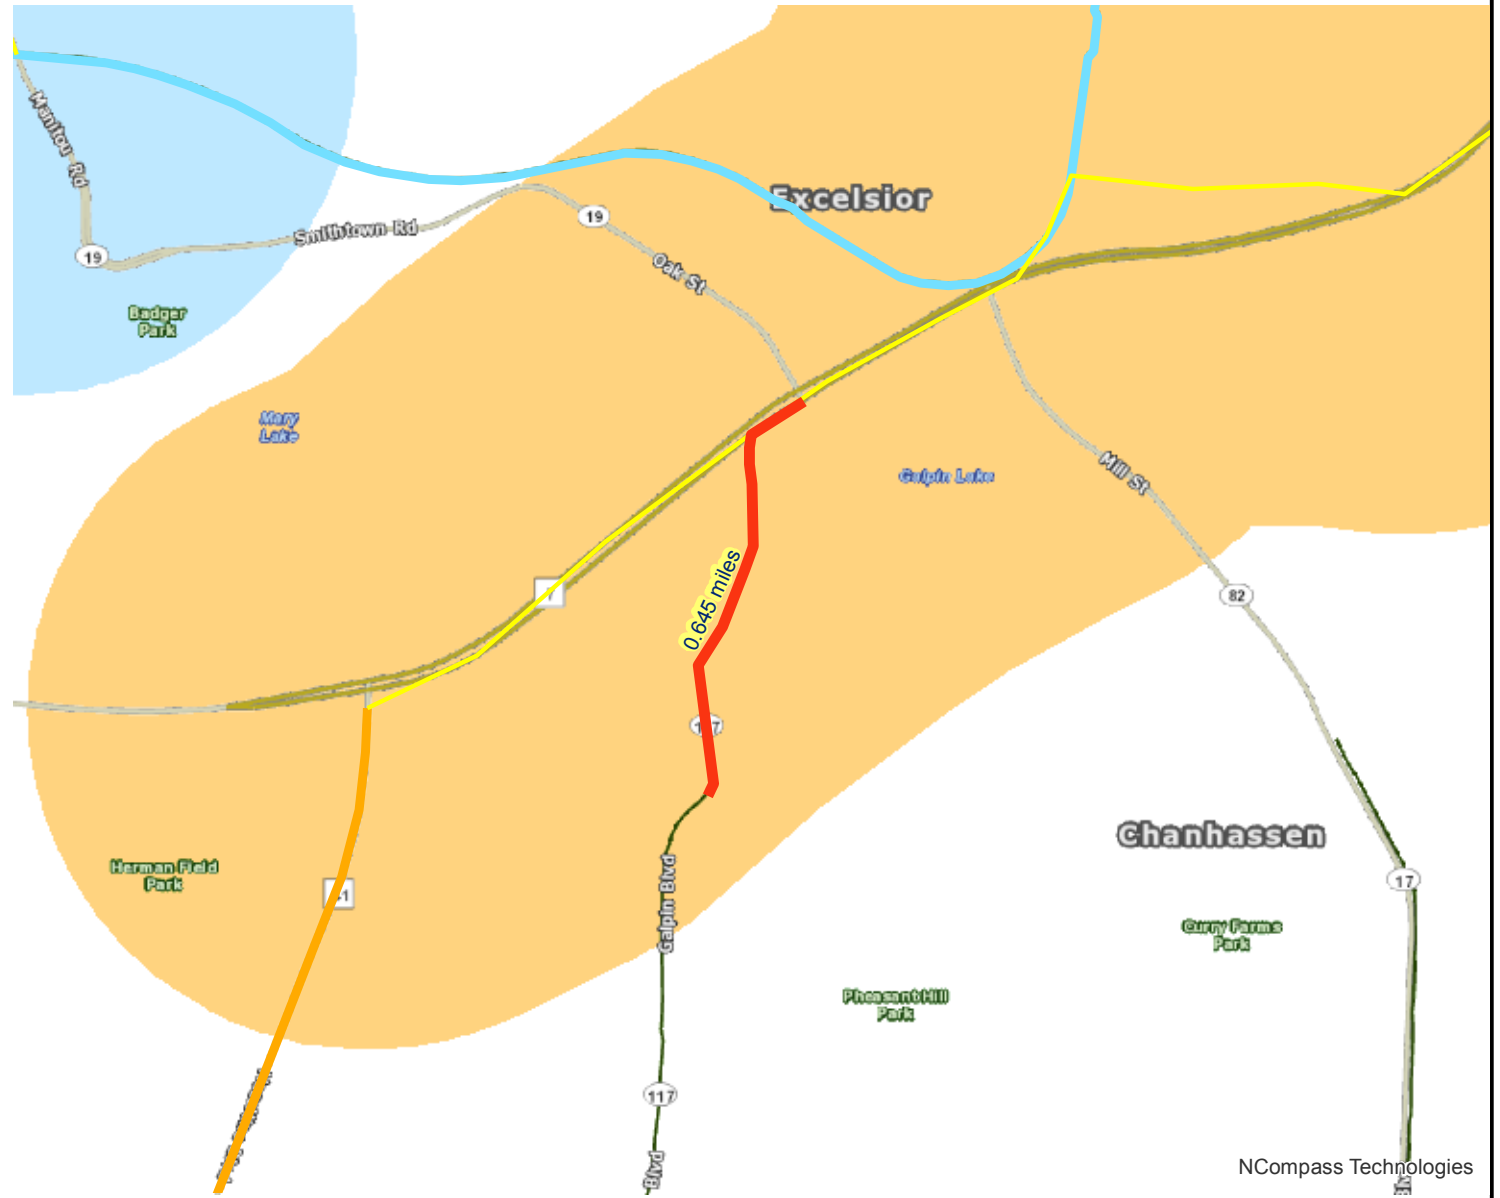 Manitou Rd
19
Smithtown Rd
19
Excelsior
Oak St
Badger
Park
Mary
Lake
Galpin Lake
Mill St
0.645 miles
82
Chanhassen
Herman Field
Park
Galpin Blvd
17
Curry Farms
Park
Pheasant Hill
Park
117
Blvd
NCompass Technologies